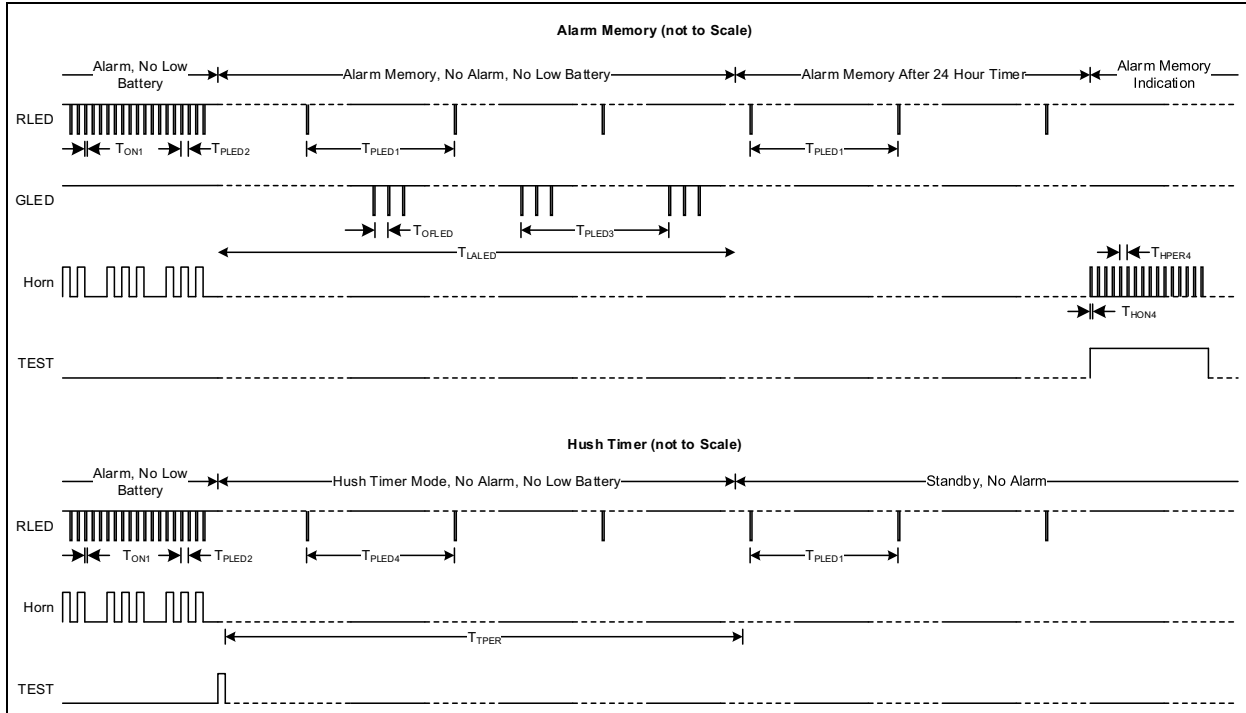 Alarm Memory (not to Scale)
Alarm, No Low
Battery
Alarm Memory, No Alarm, No Low Battery
Alarm Memory After 24 Hour Timer
Alarm Memory
Indication
RLED
TON1
TPLED2
TPLED1
TPLED1
GLED
TOFLED
TPLED3
TLALED
Horn
THPER4
THON4
TEST
Hush Timer (not to Scale)
Alarm, No Low
Battery
Hush Timer Mode, No Alarm, No Low Battery
Standby, No Alarm
RLED
TON1
TPLED2
TPLED4
TPLED1
Horn
TTPER
TEST